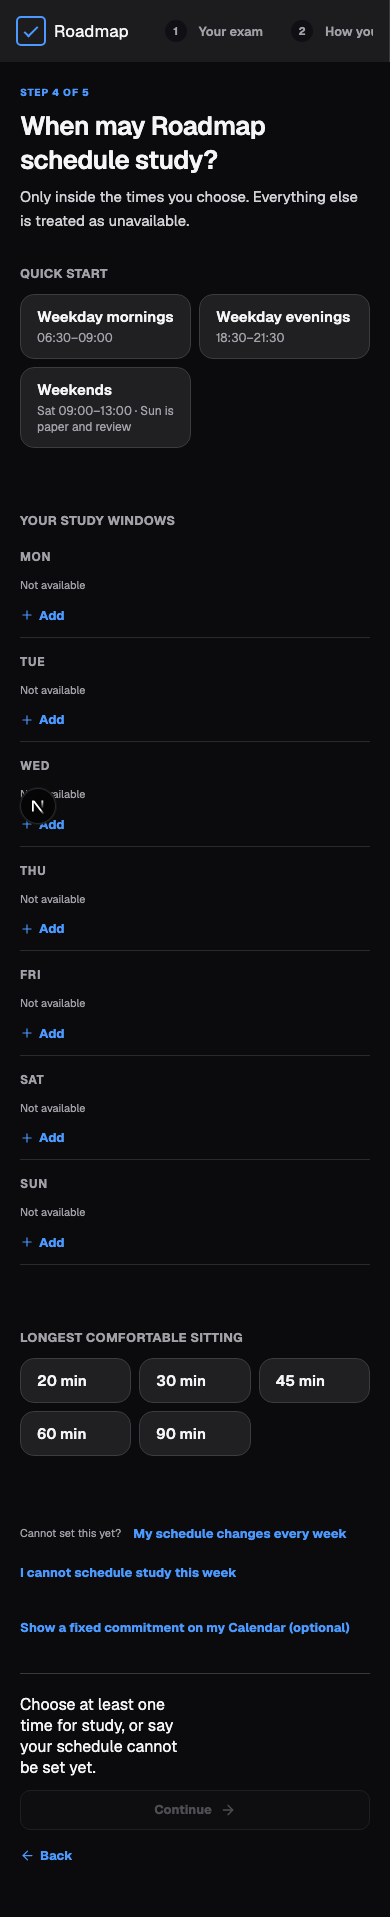 Roadmap
1 Your exam
2 How you
STEP 4 OF 5
When may Roadmap
schedule study?
Only inside the times you choose. Everything else
is treated as unavailable.
QUICK START
Weekday mornings
06:30–09:00
Weekday evenings
18:30–21:30
Weekends
Sat 09:00–13:00 · Sun is
paper and review
YOUR STUDY WINDOWS
MON
Not available
+ Add
TUE
Not available
+ Add
WED
available
N
+ Add
THU
Not available
+ Add
FRI
Not available
+ Add
SAT
Not available
+ Add
SUN
Not available
+ Add
LONGEST COMFORTABLE SITTING
20 min
30 min
45 min
60 min
90 min
Cannot set this yet? My schedule changes every week
I cannot schedule study this week
Show a fixed commitment on my Calendar (optional)
Choose at least one
time for study, or say
your schedule cannot
be set yet.
Continue →
← Back